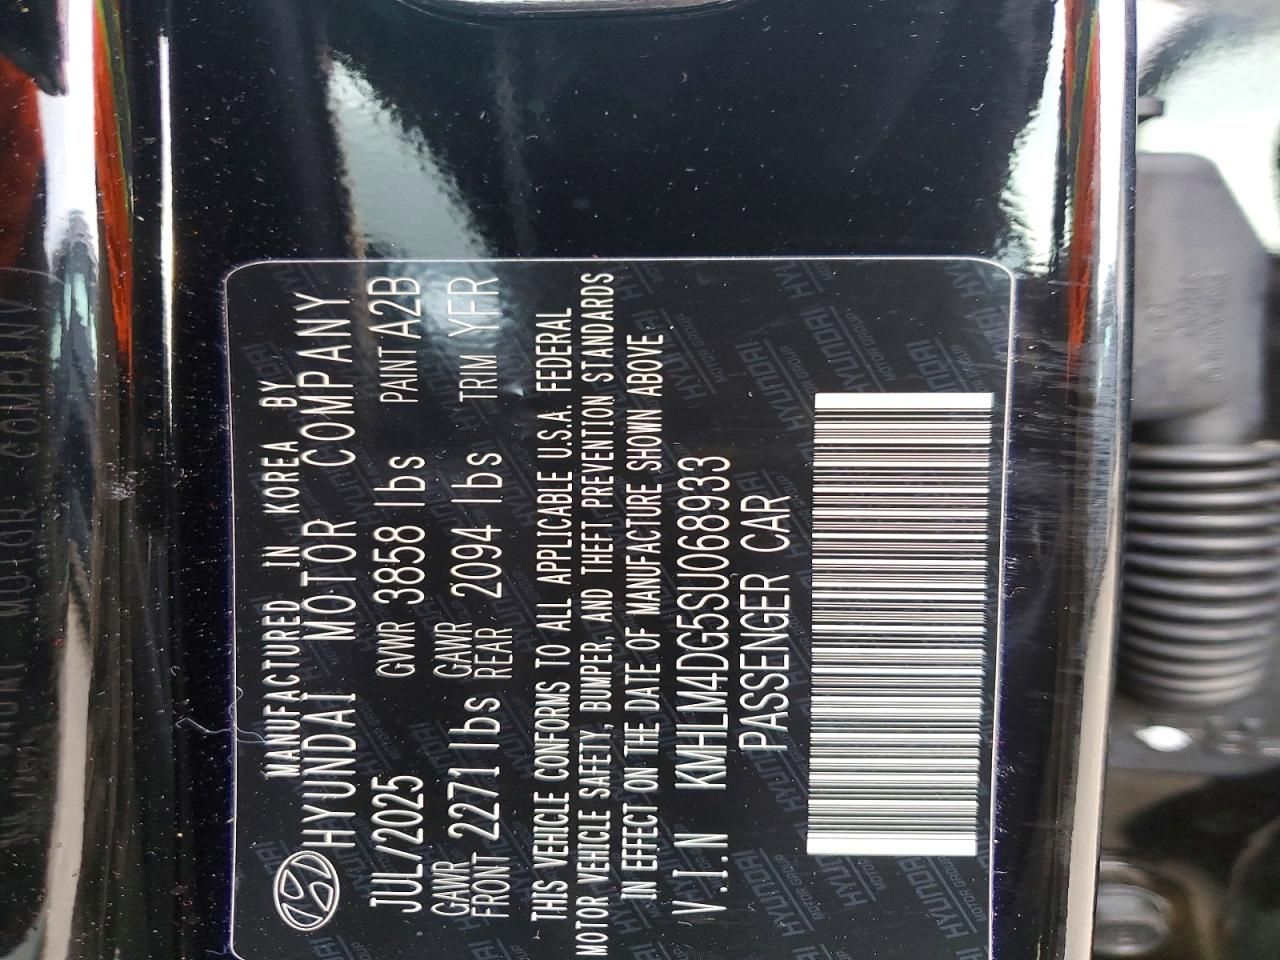 MANUFACTURED IN KOREA BY
HYUNDAI MOTOR COMPANY
JUL/2025 GVWR 3858 lbs PAINT A2B
GAWR FRONT 2271 lbs GAWR REAR 2094 lbs TRIM YFR
THIS VEHICLE CONFORMS TO ALL APPLICABLE U.S.A. FEDERAL
MOTOR VEHICLE SAFETY, BUMPER, AND THEFT PREVENTION STANDARDS
IN EFFECT ON THE DATE OF MANUFACTURE SHOWN ABOVE.
V.I.N KMHLM4DG5SU068933
PASSENGER CAR